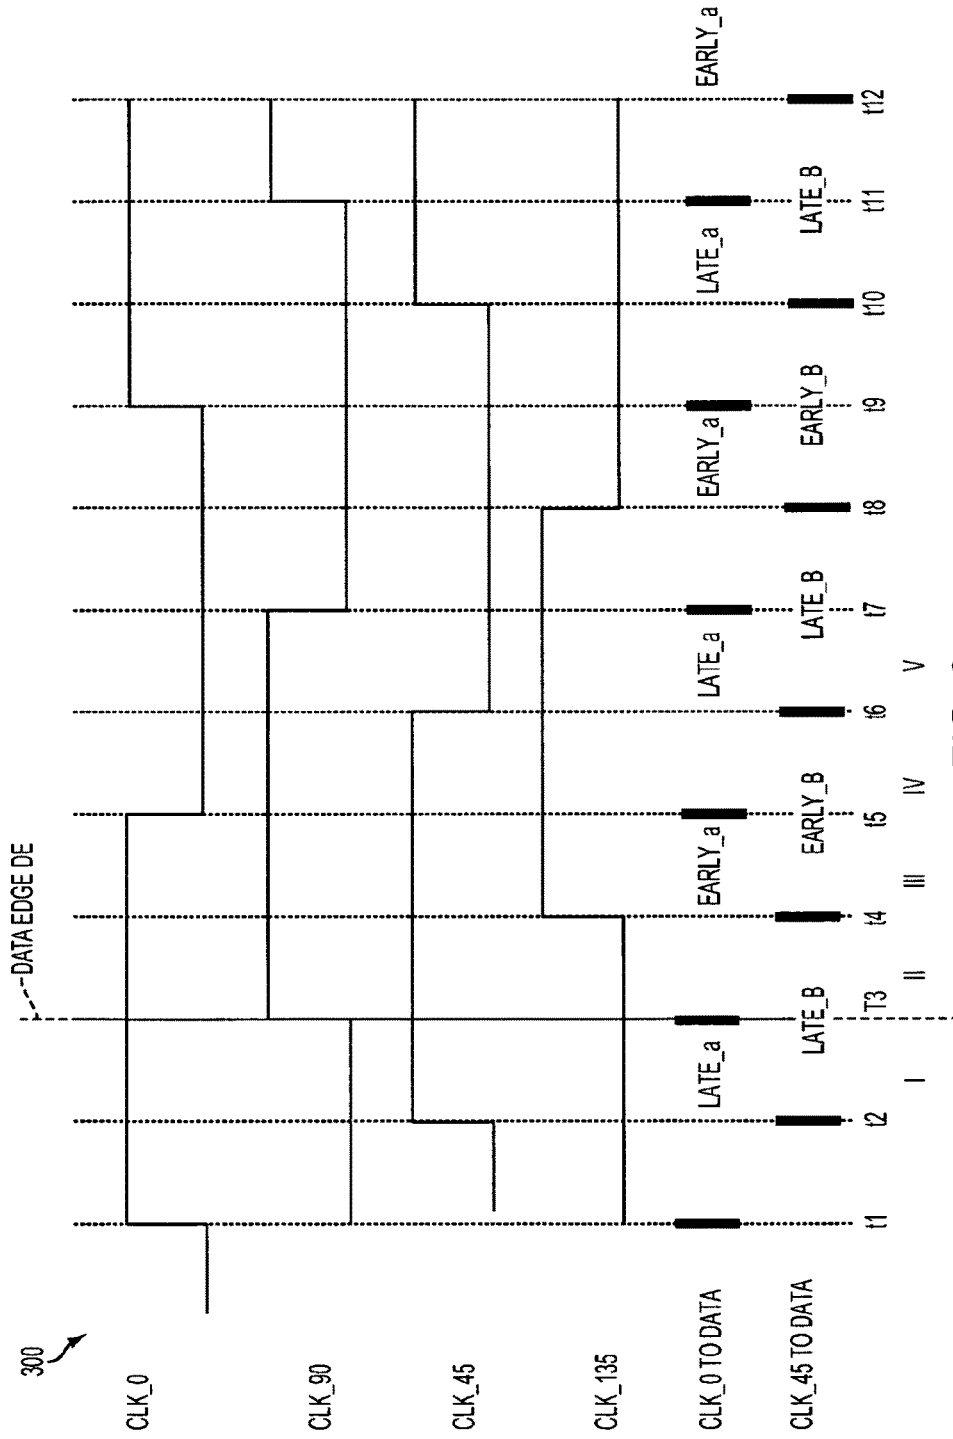 300
DATA EDGE DE
CLK_0
CLK_90
CLK_45
CLK_135
CLK_0 TO DATA
LATE_a
EARLY_a
LATE_a
EARLY_a
LATE_a
EARLY_a
CLK_45 TO DATA
LATE_B
EARLY_B
LATE_B
EARLY_B
LATE_B
t1
t2
T3
t4
t5
t6
t7
t8
t9
t10
t11
t12
I
II
III
IV
V